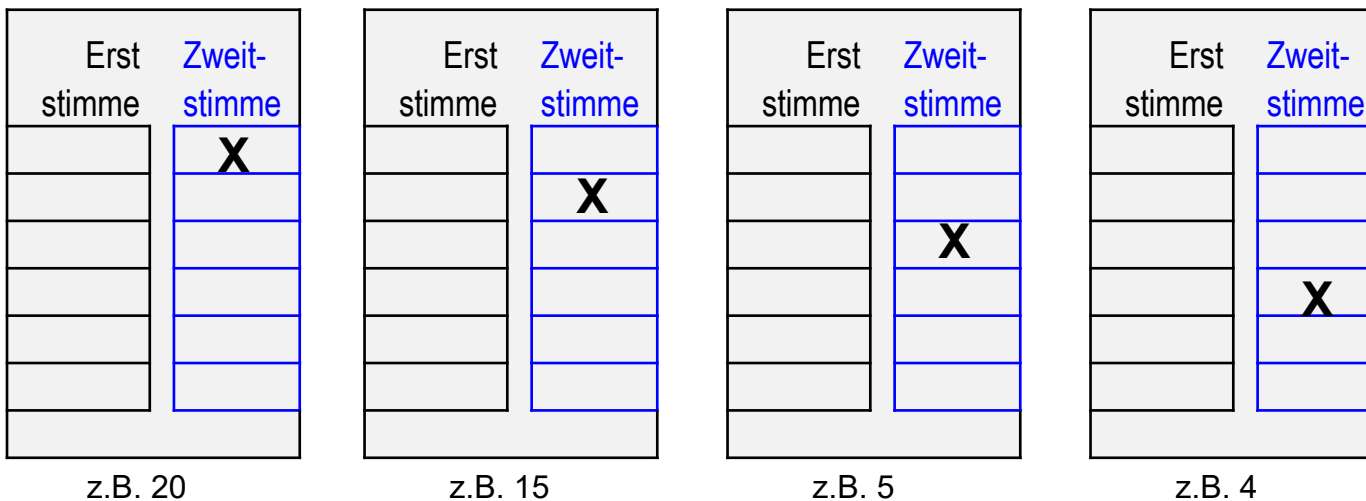 Erst Zweit-
stimme stimme
X
z.B. 20
Erst Zweit-
stimme stimme
X
z.B. 15
Erst Zweit-
stimme stimme
X
z.B. 5
Erst Zweit-
stimme stimme
X
z.B. 4